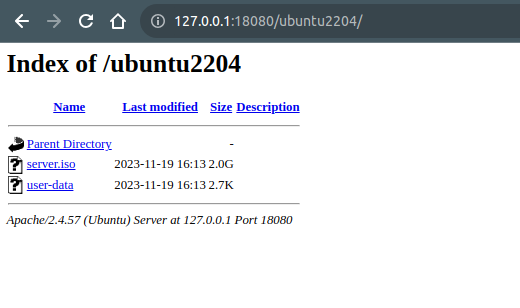 127.0.0.1:18080/ubuntu2204/
Index of /ubuntu2204
Name Last modified Size Description
Parent Directory -
server.iso 2023-11-19 16:13 2.0G
user-data 2023-11-19 16:13 2.7K
Apache/2.4.57 (Ubuntu) Server at 127.0.0.1 Port 18080